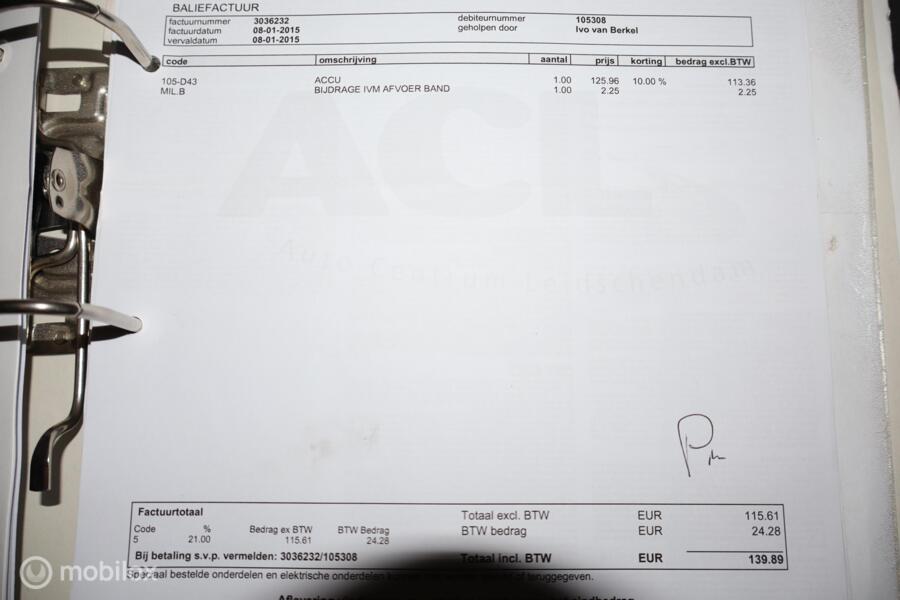 BALIEFACTUUR
factuurnummer 3036232 debiteurnummer 105308
factuurdatum 08-01-2015 geholpen door Ivo van Berkel
vervaldatum 08-01-2015
code omschrijving aantal prijs korting bedrag excl.BTW
105-D43 ACCU 1.00 125.96 10.00 % 113.36
MIL.B BIJDRAGE IVM AFVOER BAND 1.00 2.25 2.25
ACL
Auto Centrum Leidschendam
Factuurtotaal Totaal excl. BTW EUR 115.61
Code % Bedrag ex BTW BTW Bedrag BTW bedrag EUR 24.28
5 21.00 115.61 24.28
Bij betaling s.v.p. vermelden: 3036232/105308 Totaal incl. BTW EUR 139.89
Speciaal bestelde onderdelen en elektrische onderdelen teruggegeven.
mobilox